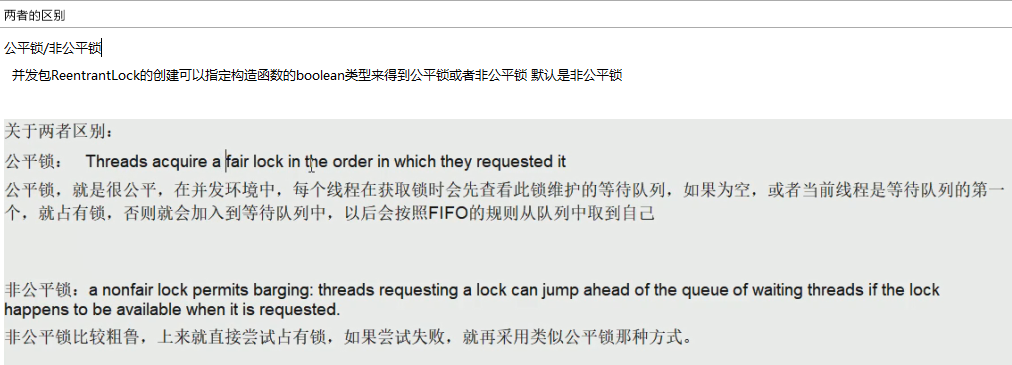 两者的区别
公平锁/非公平锁
并发包ReentrantLock的创建可以指定构造函数的boolean类型来得到公平锁或者非公平锁 默认是非公平锁
关于两者区别：
公平锁： Threads acquire a fair lock in the order in which they requested it
公平锁，就是很公平，在并发环境中，每个线程在获取锁时会先查看此锁维护的等待队列，如果为空，或者当前线程是等待队列的第一
个，就占有锁，否则就会加入到等待队列中，以后会按照FIFO的规则从队列中取到自己
非公平锁：a nonfair lock permits barging: threads requesting a lock can jump ahead of the queue of waiting threads if the lock
happens to be available when it is requested.
非公平锁比较粗鲁，上来就直接尝试占有锁，如果尝试失败，就再采用类似公平锁那种方式。